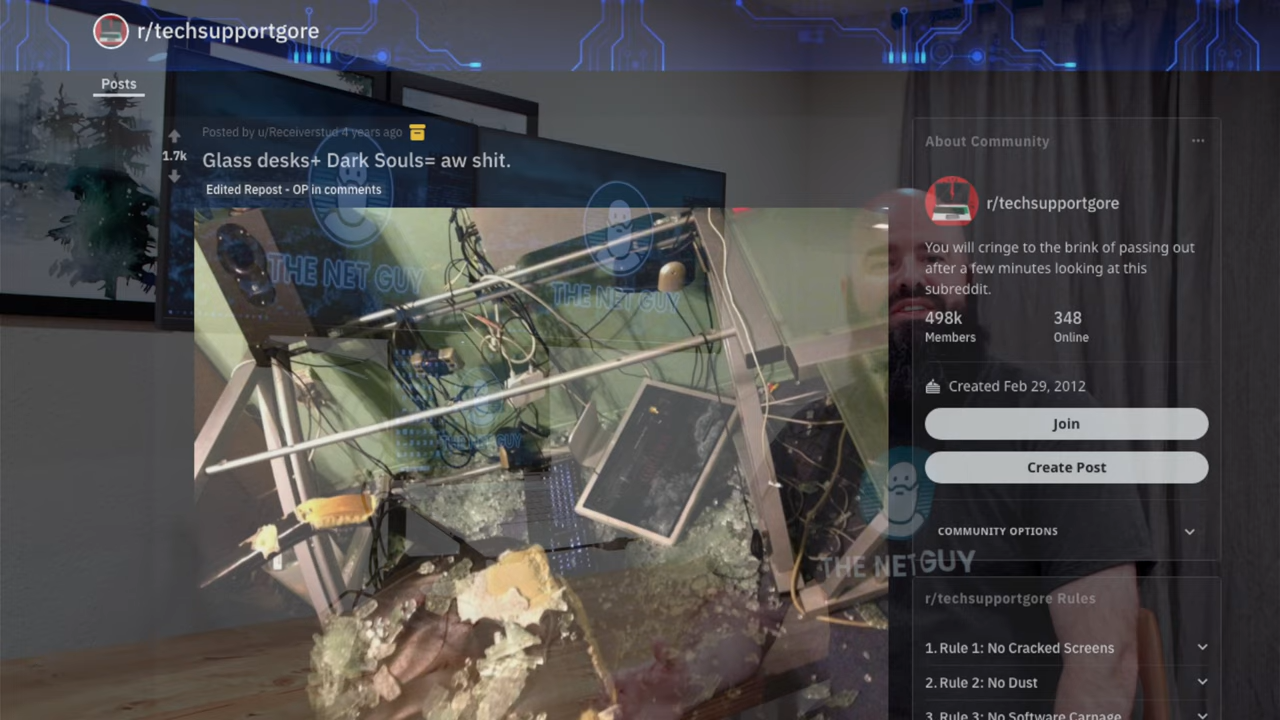 r/techsupportgore
Posts
Posted by u/Receiverstud 4 years ago
1.7k
Glass desks+ Dark Souls= aw shit.
Edited Repost - OP in comments
THE NET GUY
THE NET GUY
THE NET GUY
THE NET GUY
About Community
r/techsupportgore
You will cringe to the brink of passing out
after a few minutes looking at this
subreddit.
498k
348
Members
Online
Created Feb 29, 2012
Join
Create Post
COMMUNITY OPTIONS
r/techsupportgore Rules
1. Rule 1: No Cracked Screens
2. Rule 2: No Dust
3. Rule 3: No Software Carnage